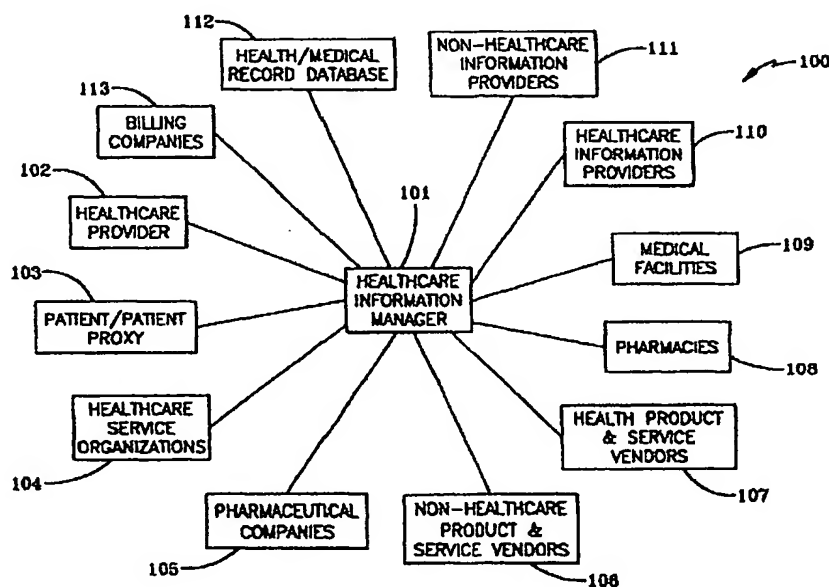 112
HEALTH/MEDICAL
RECORD DATABASE
NON-HEALTHCARE
INFORMATION
PROVIDERS
111
100
113
BILLING
COMPANIES
HEALTHCARE
INFORMATION
PROVIDERS
110
102
HEALTHCARE
PROVIDER
101
HEALTHCARE
INFORMATION
MANAGER
MEDICAL
FACILITIES
109
103
PATIENT/PATIENT
PROXY
PHARMACIES
108
HEALTHCARE
SERVICE
ORGANIZATIONS
104
HEALTH PRODUCT
& SERVICE
VENDORS
107
PHARMACEUTICAL
COMPANIES
105
NON-HEALTHCARE
PRODUCT &
SERVICE VENDORS
106